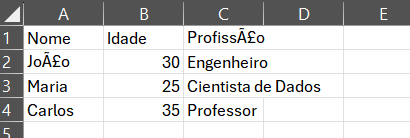 A B C D E
1 Nome Idade ProfissÃ£o
2 JoÃ£o 30 Engenheiro
3 Maria 25 Cientista de Dados
4 Carlos 35 Professor